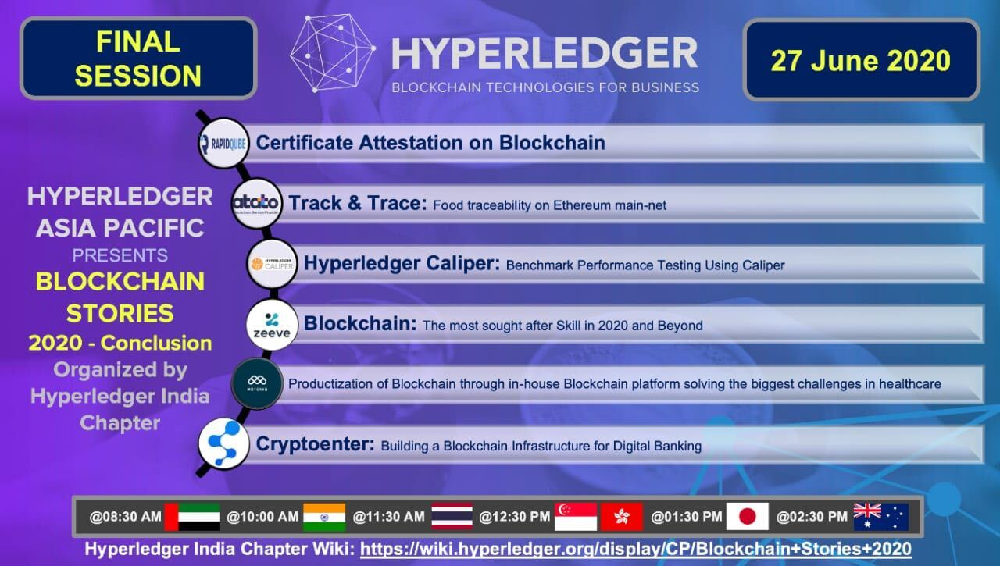 FINAL
SESSION
HYPERLEDGER
BLOCKCHAIN TECHNOLOGIES FOR BUSINESS
27 June 2020
HYPERLEDGER
ASIA PACIFIC
PRESENTS
BLOCKCHAIN
STORIES
2020 - Conclusion
Organized by
Hyperledger India
Chapter
RAPIDQUBE
Certificate Attestation on Blockchain
atato
Blockchain Service Provider
Track & Trace: Food traceability on Ethereum main-net
HYPERLEDGER
CALIPER
Hyperledger Caliper: Benchmark Performance Testing Using Caliper
zeeve
Blockchain: The most sought after Skill in 2020 and Beyond
Productization of Blockchain through in-house Blockchain platform solving the biggest challenges in healthcare
Cryptoenter: Building a Blockchain Infrastructure for Digital Banking
@08:30 AM @10:00 AM @11:30 AM @12:30 PM @01:30 PM @02:30 PM
Hyperledger India Chapter Wiki: https://wiki.hyperledger.org/display/CP/Blockchain+Stories+2020